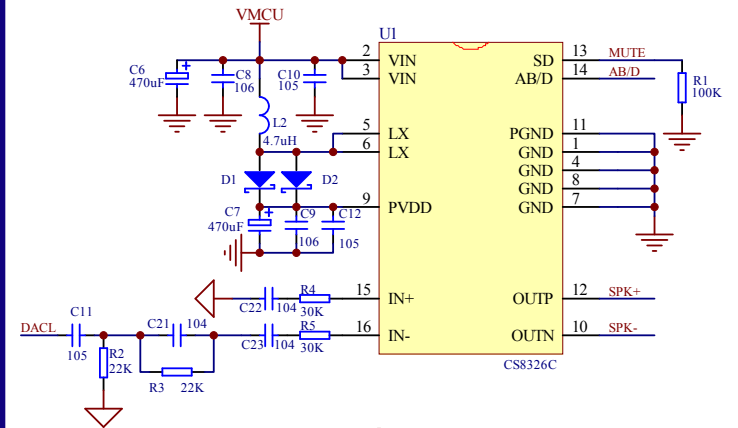 VMCU
U1
C6
470uF
C8
106
C10
105
2 VIN
3 VIN
SD 13 MUTE
AB/D 14 AB/D
R1
100K
L2
4.7uH
5 LX
6 LX
PGND 11
GND 1
GND 4
GND 8
GND 7
D1
D2
9 PVDD
C7
470uF
C9
106
C12
105
15 IN+
16 IN-
OUTP 12 SPK+
OUTN 10 SPK-
C22
104
R4
30K
DACL
C11
105
C21
104
C23
104
R5
30K
R2
22K
R3
22K
CS8326C